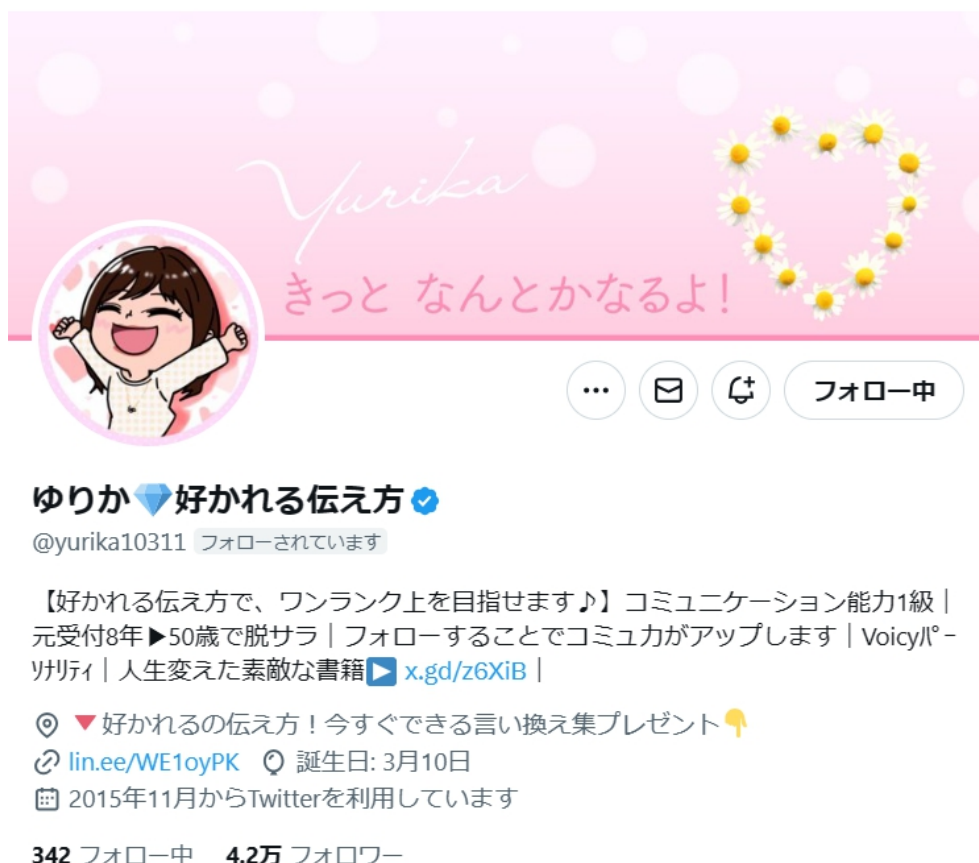 Yurika
きっと なんとかなるよ!
フォロー中
ゆりか💎好かれる伝え方
@yurika10311 フォローされています
【好かれる伝え方で、ワンランク上を目指せます♪】コミュニケーション能力1級｜
元受付8年▶50歳で脱サラ｜フォローすることでコミュ力がアップします｜Voicyﾊﾟｰ
ｿﾅﾘﾃｨ｜人生変えた素敵な書籍▶️ x.gd/z6XiB｜
🔻好かれるの伝え方！今すぐできる言い換え集プレゼント👇
lin.ee/WE1oyPK 誕生日: 3月10日
2015年11月からTwitterを利用しています
342 フォロー中 4.2万 フォロワー